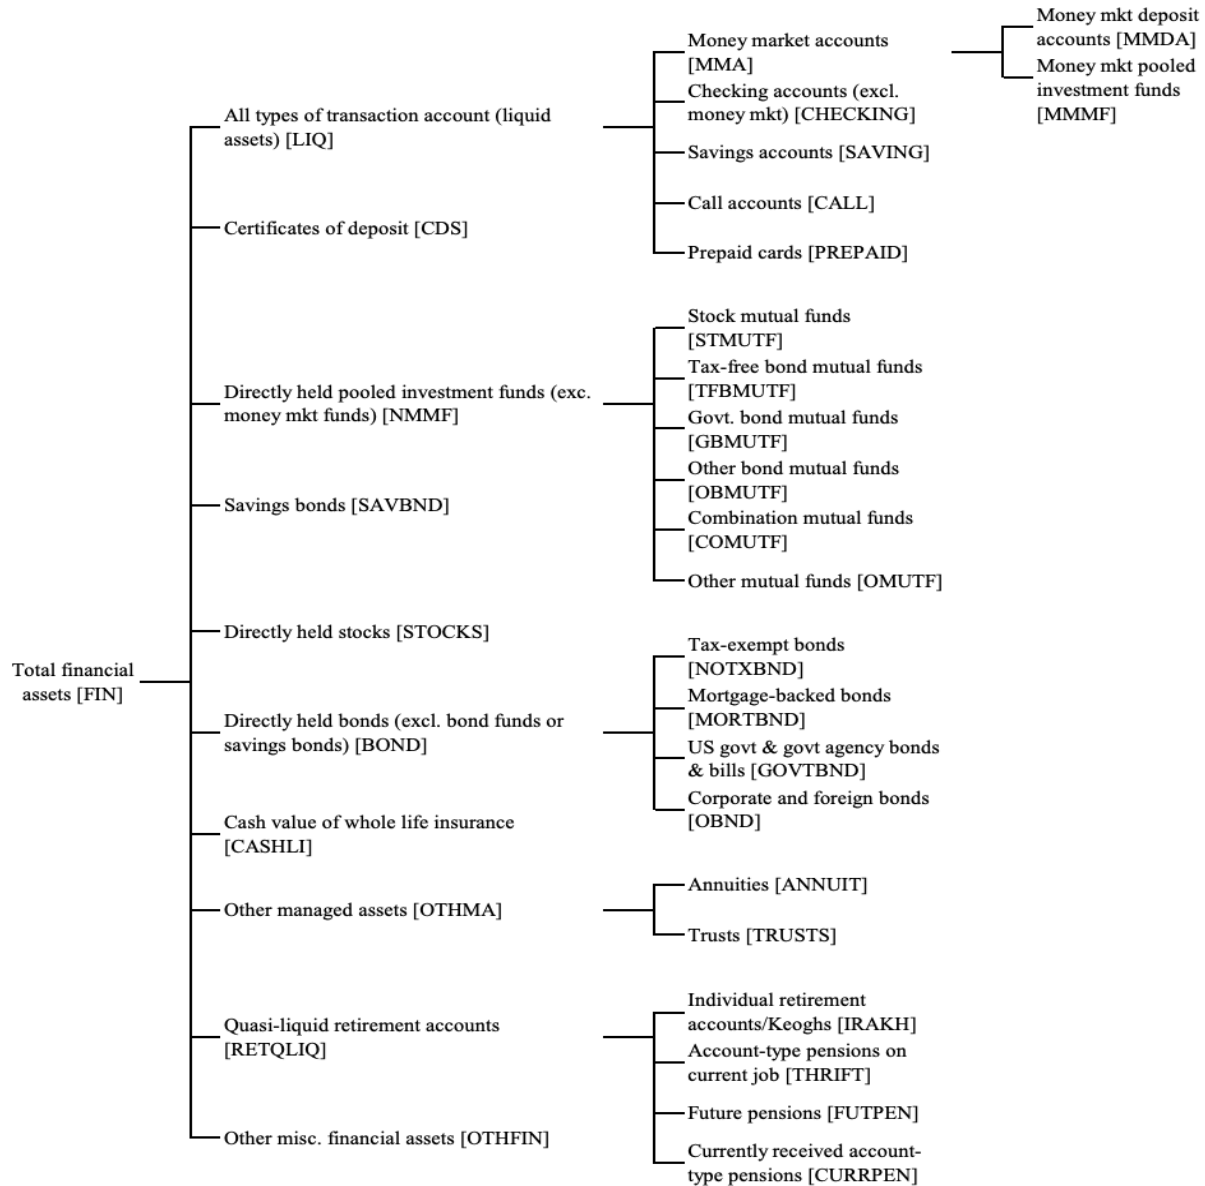 Total financial
assets [FIN]
All types of transaction account (liquid
assets) [LIQ]
Money market accounts
[MMA]
Money mkt deposit
accounts [MMDA]
Money mkt pooled
investment funds
[MMMF]
Checking accounts (excl.
money mkt) [CHECKING]
Savings accounts [SAVING]
Call accounts [CALL]
Prepaid cards [PREPAID]
Certificates of deposit [CDS]
Directly held pooled investment funds (exc.
money mkt funds) [NMMF]
Stock mutual funds
[STMUTF]
Tax-free bond mutual funds
[TFBMUTF]
Govt. bond mutual funds
[GBMUTF]
Other bond mutual funds
[OBMUTF]
Combination mutual funds
[COMUTF]
Other mutual funds [OMUTF]
Savings bonds [SAVBND]
Directly held stocks [STOCKS]
Directly held bonds (excl. bond funds or
savings bonds) [BOND]
Tax-exempt bonds
[NOTXBND]
Mortgage-backed bonds
[MORTBND]
US govt & govt agency bonds
& bills [GOVTBND]
Corporate and foreign bonds
[OBND]
Cash value of whole life insurance
[CASHLI]
Other managed assets [OTHMA]
Annuities [ANNUIT]
Trusts [TRUSTS]
Quasi-liquid retirement accounts
[RETQLIQ]
Individual retirement
accounts/Keoghs [IRAKH]
Account-type pensions on
current job [THRIFT]
Future pensions [FUTPEN]
Currently received account-
type pensions [CURRPEN]
Other misc. financial assets [OTHFIN]